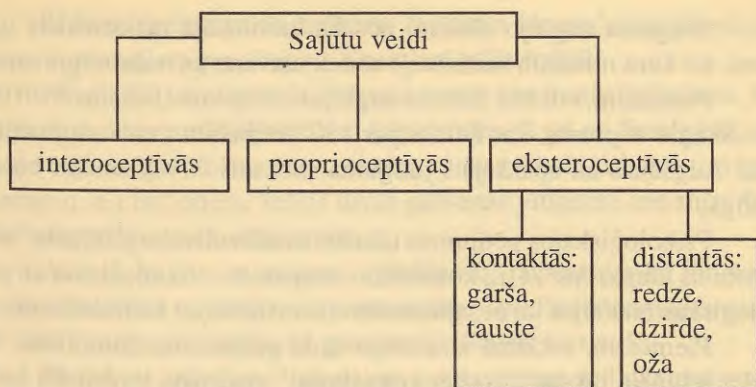 Sajūtu veidi
interoceptīvās
proprioceptīvās
eksteroceptīvās
kontaktās:
garša,
tauste
distantās:
redze,
dzirde,
oža